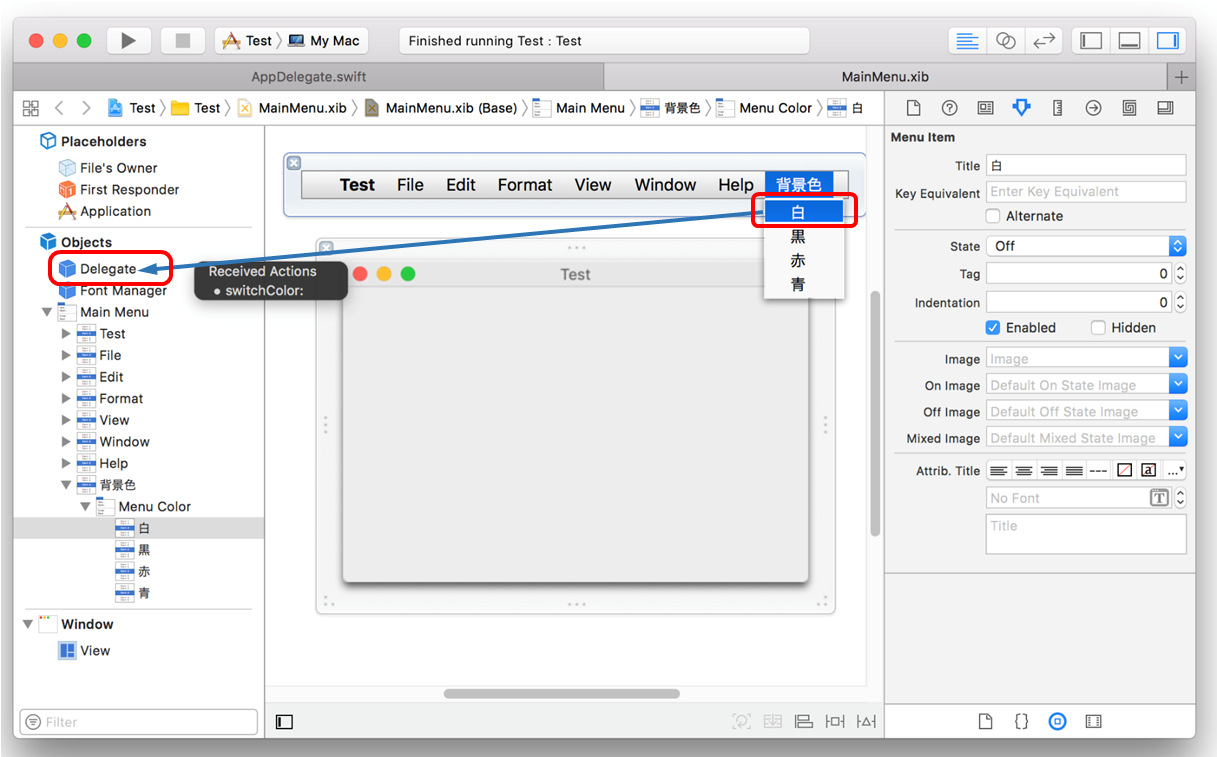 Test
My Mac
Finished running Test : Test
AppDelegate.swift
MainMenu.xib
Test
Test
MainMenu.xib
MainMenu.xib (Base)
Main Menu
背景色
Menu Color
白
Placeholders
File's Owner
First Responder
Application
Objects
Delegate
Font Manager
Main Menu
Test
File
Edit
Format
View
Window
Help
背景色
Menu Color
白
黒
赤
青
Window
View
Filter
Test File Edit Format View Window Help 背景色
白
黒
赤
青
Received Actions
switchColor:
Test
Menu Item
Title 白
Key Equivalent Enter Key Equivalent
Alternate
State Off
Tag 0
Indentation 0
Enabled Hidden
Image Image
On Image Default On State Image
Off Image Default Off State Image
Mixed Image Default Mixed State Image
Attrib. Title a ...
No Font T
Title